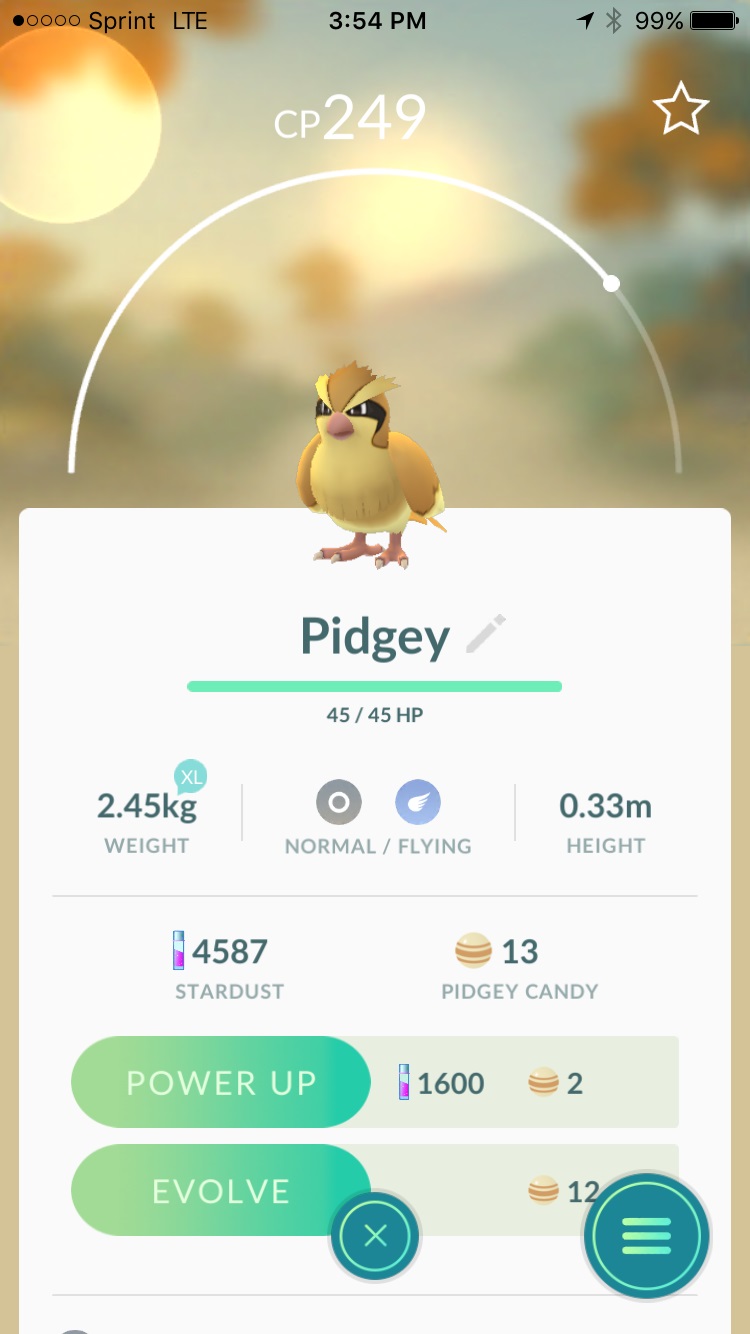 Sprint LTE 3:54 PM 99%
CP249
Pidgey
45 / 45 HP
XL
2.45kg 0.33m
WEIGHT NORMAL / FLYING HEIGHT
4587 13
STARDUST PIDGEY CANDY
POWER UP 1600 2
EVOLVE 12